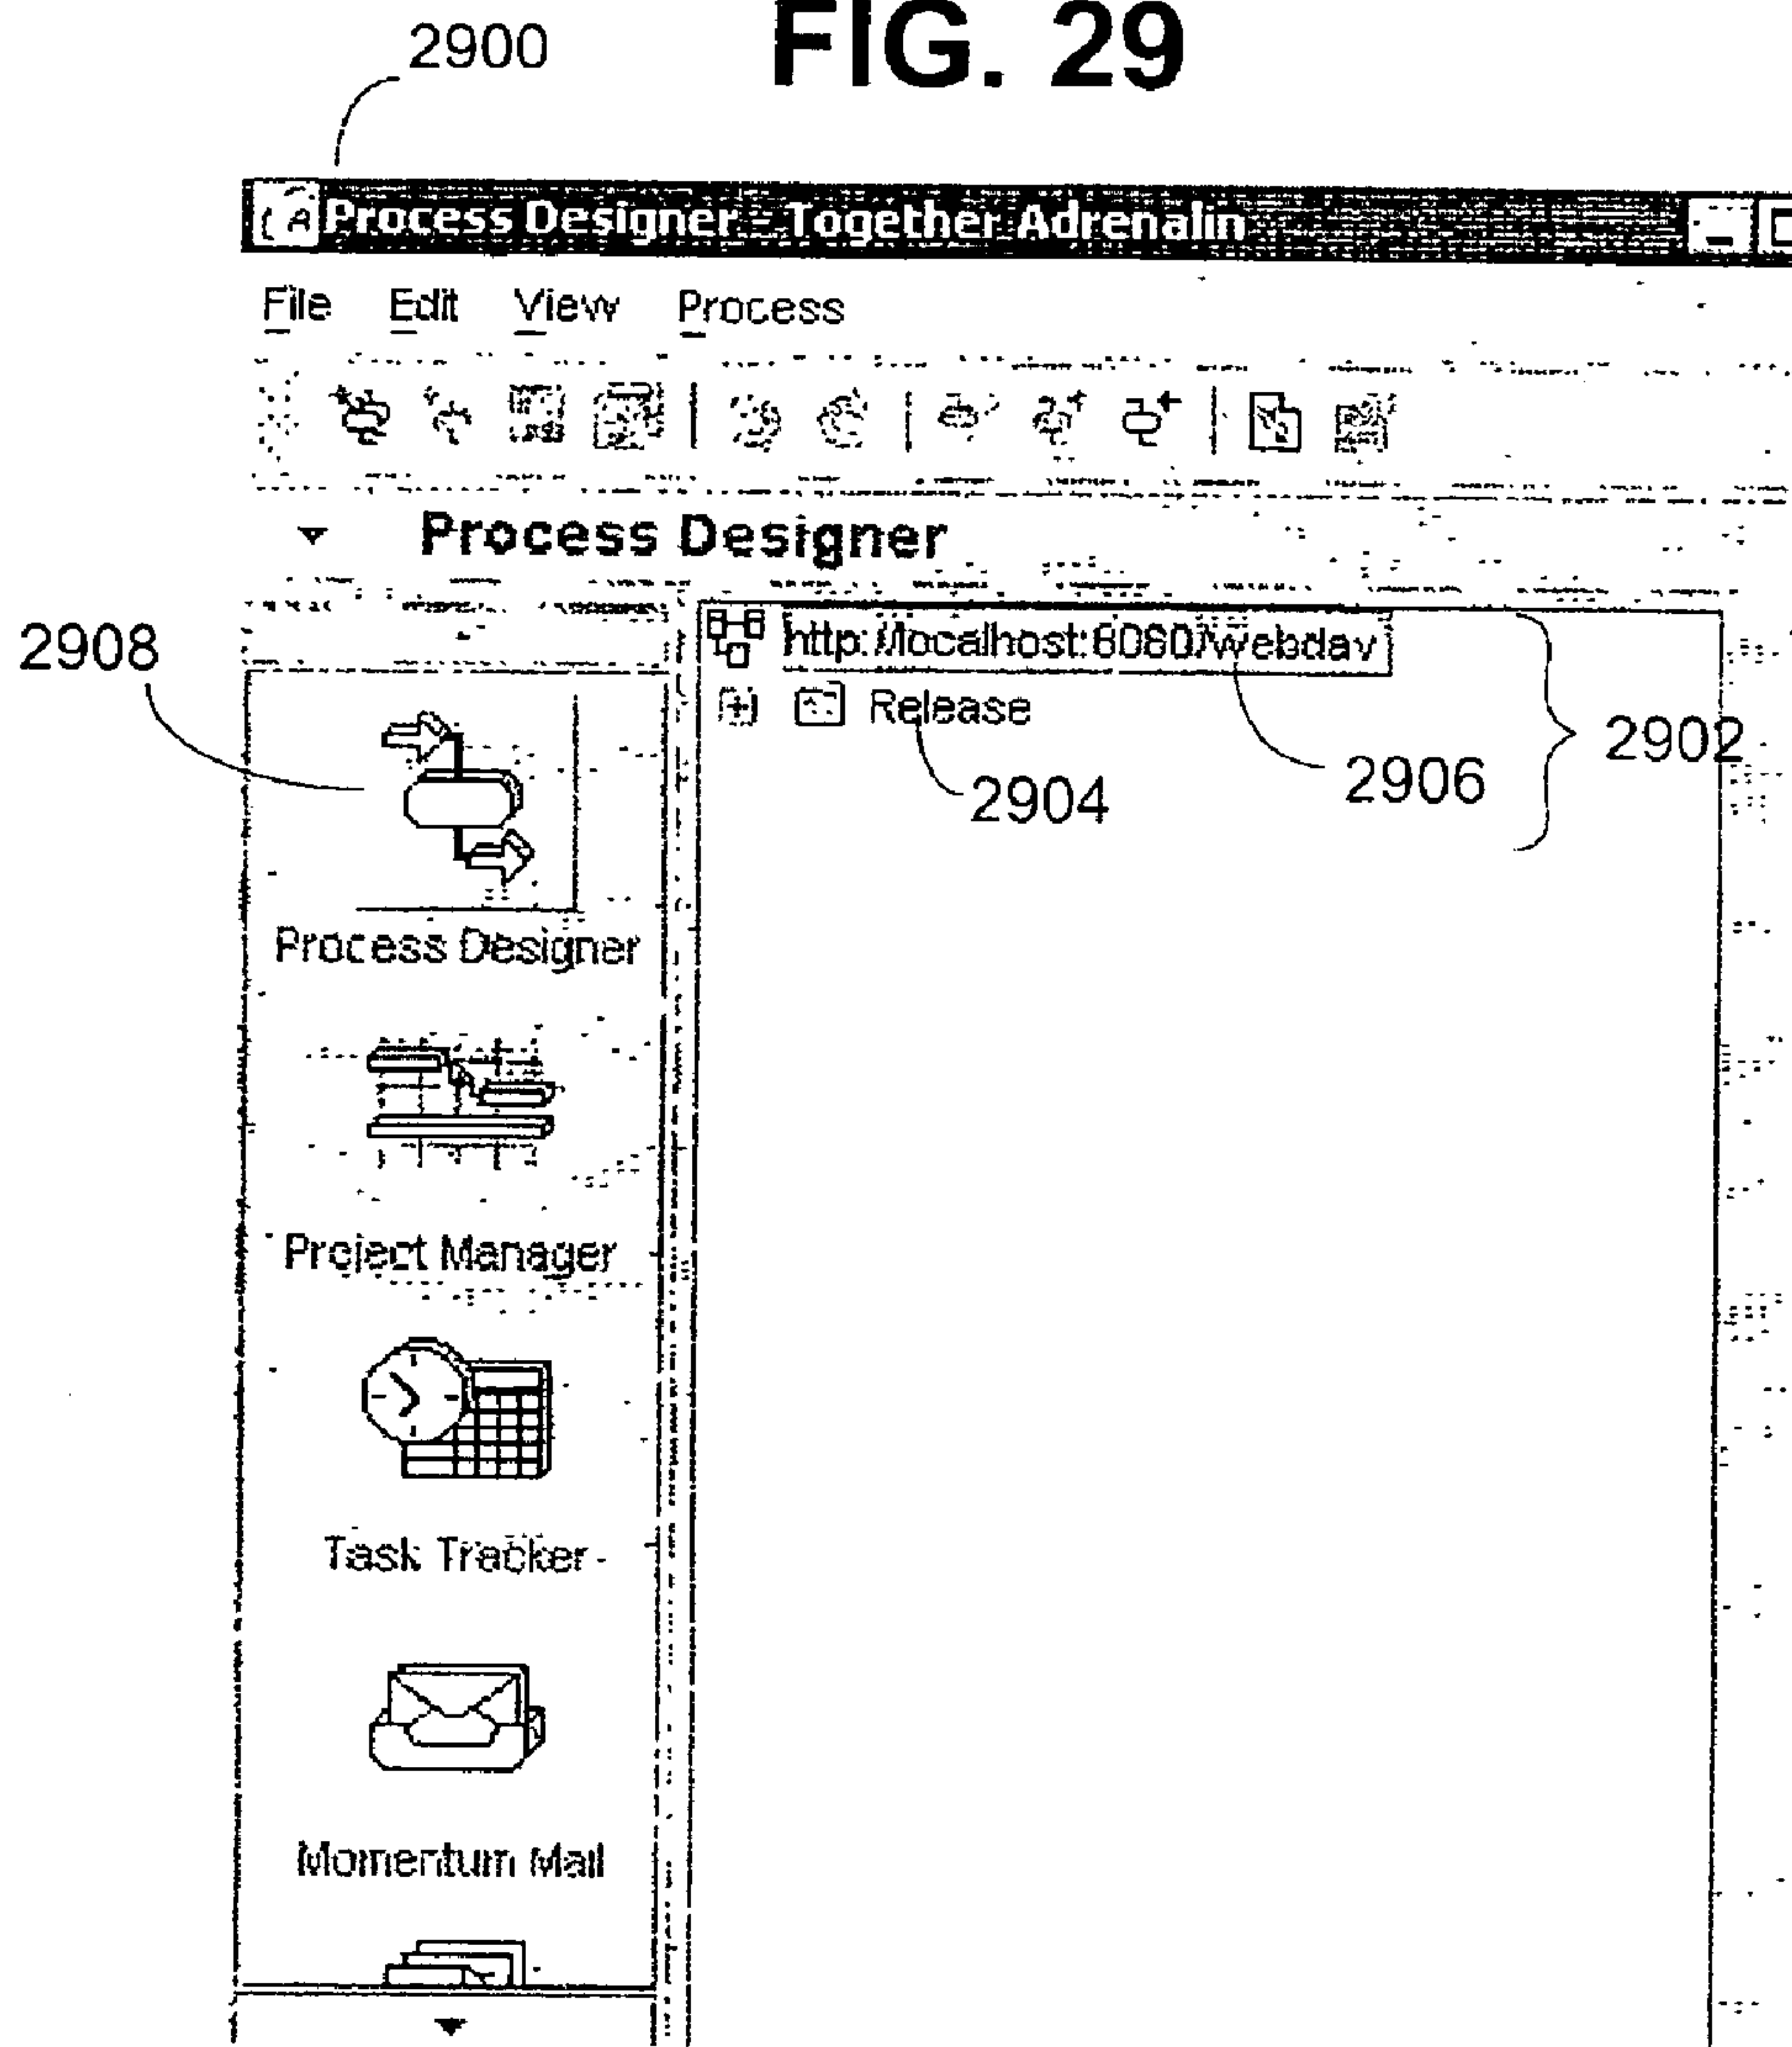 FIG. 29
2900
Process Designer - Together Adrenalin
File Edit View Process
Process Designer
2908
http://localhost:8080/webdav
Release
2902
2906
2904
Process Designer
Project Manager
Task Tracker
Momentum Mail